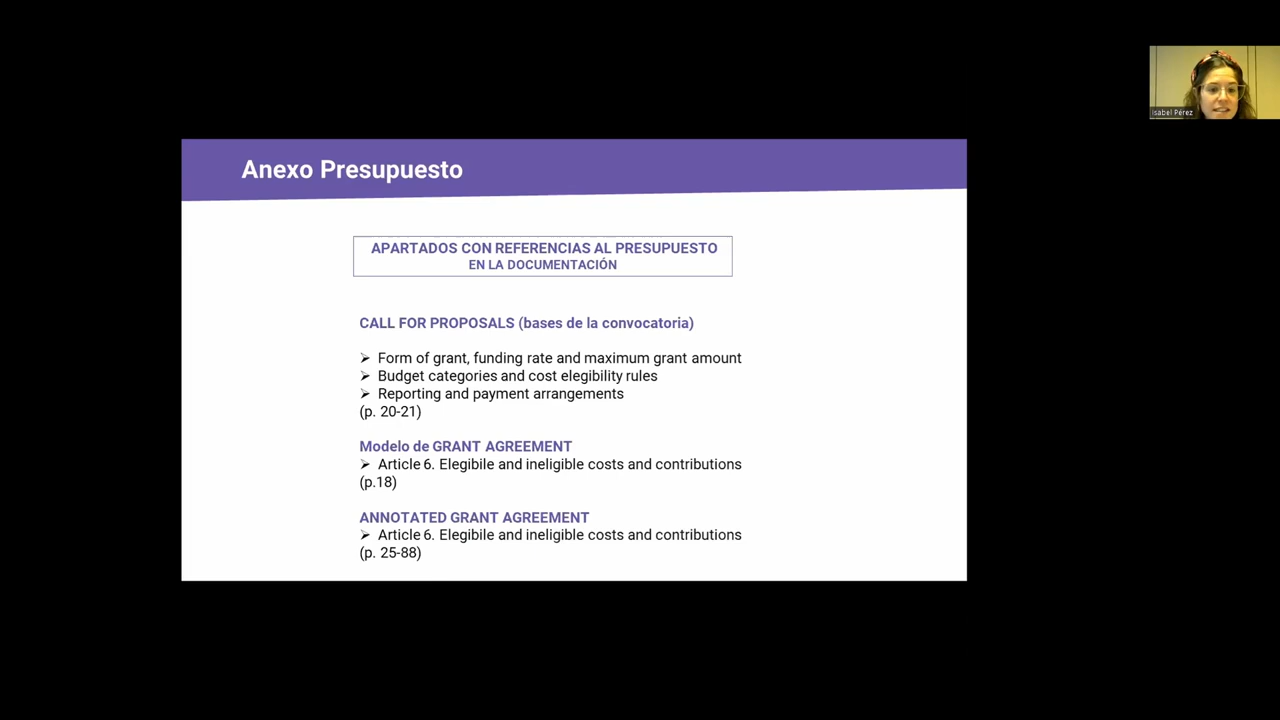 Isabel Pérez
Anexo Presupuesto
APARTADOS CON REFERENCIAS AL PRESUPUESTO
EN LA DOCUMENTACIÓN
CALL FOR PROPOSALS (bases de la convocatoria)
➢ Form of grant, funding rate and maximum grant amount
➢ Budget categories and cost elegibility rules
➢ Reporting and payment arrangements
(p. 20-21)
Modelo de GRANT AGREEMENT
➢ Article 6. Elegibile and ineligible costs and contributions
(p.18)
ANNOTATED GRANT AGREEMENT
➢ Article 6. Elegibile and ineligible costs and contributions
(p. 25-88)